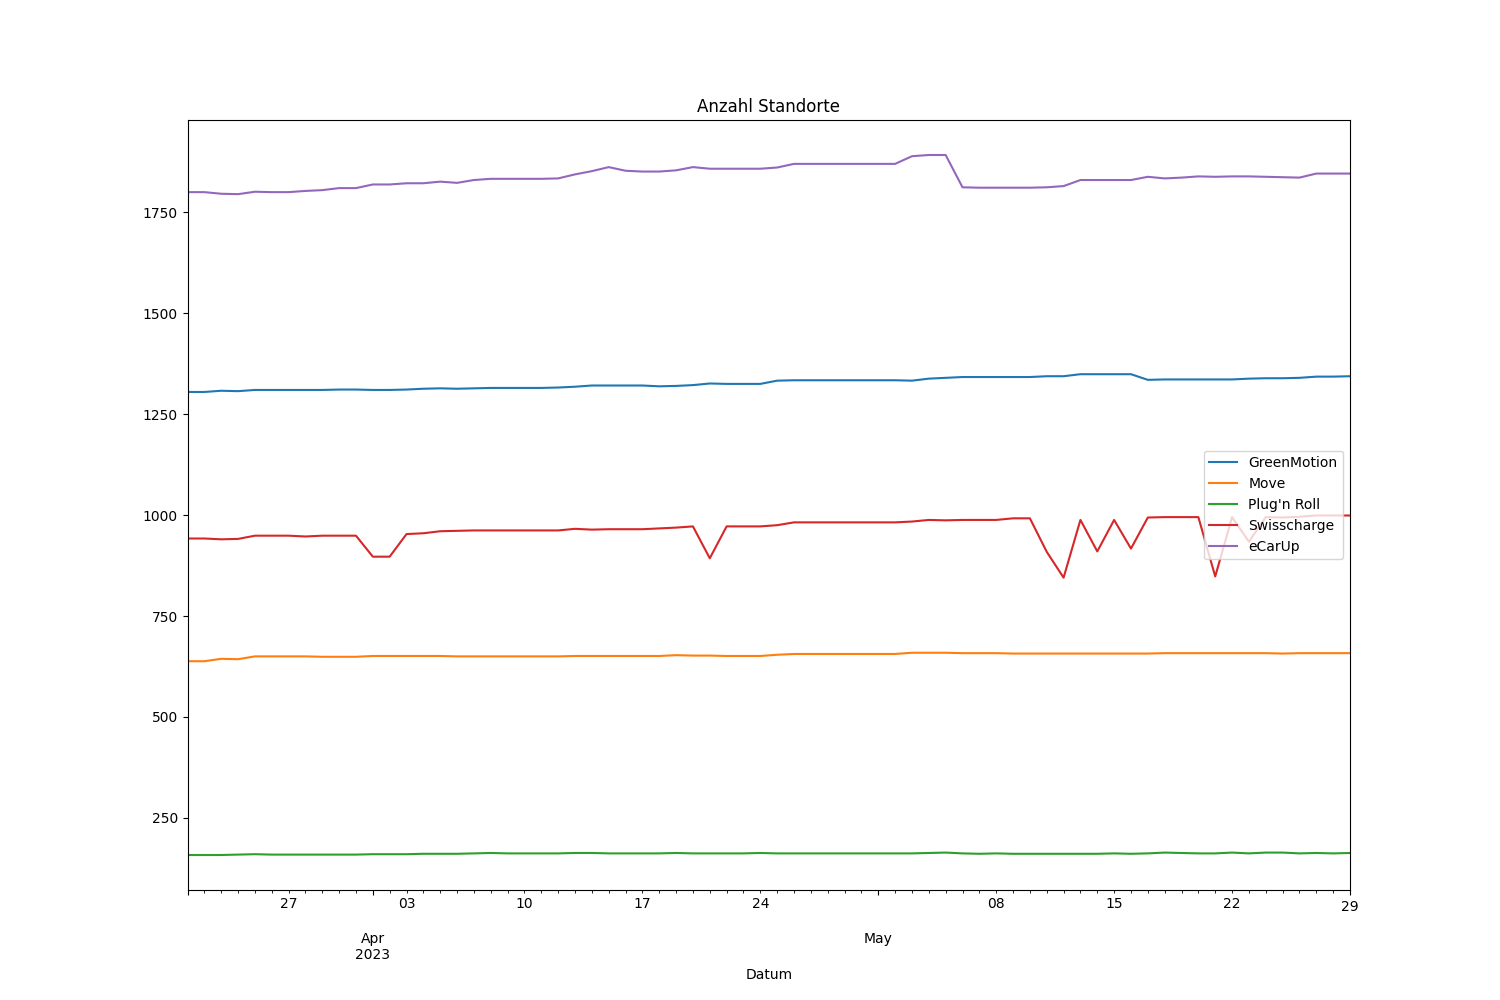 Anzahl Standorte
1750
1500
1250
1000
750
500
250
GreenMotion
Move
Plug'n Roll
Swisscharge
eCarUp
27 03 10 17 24 08 15 22 29
Apr May
2023
Datum